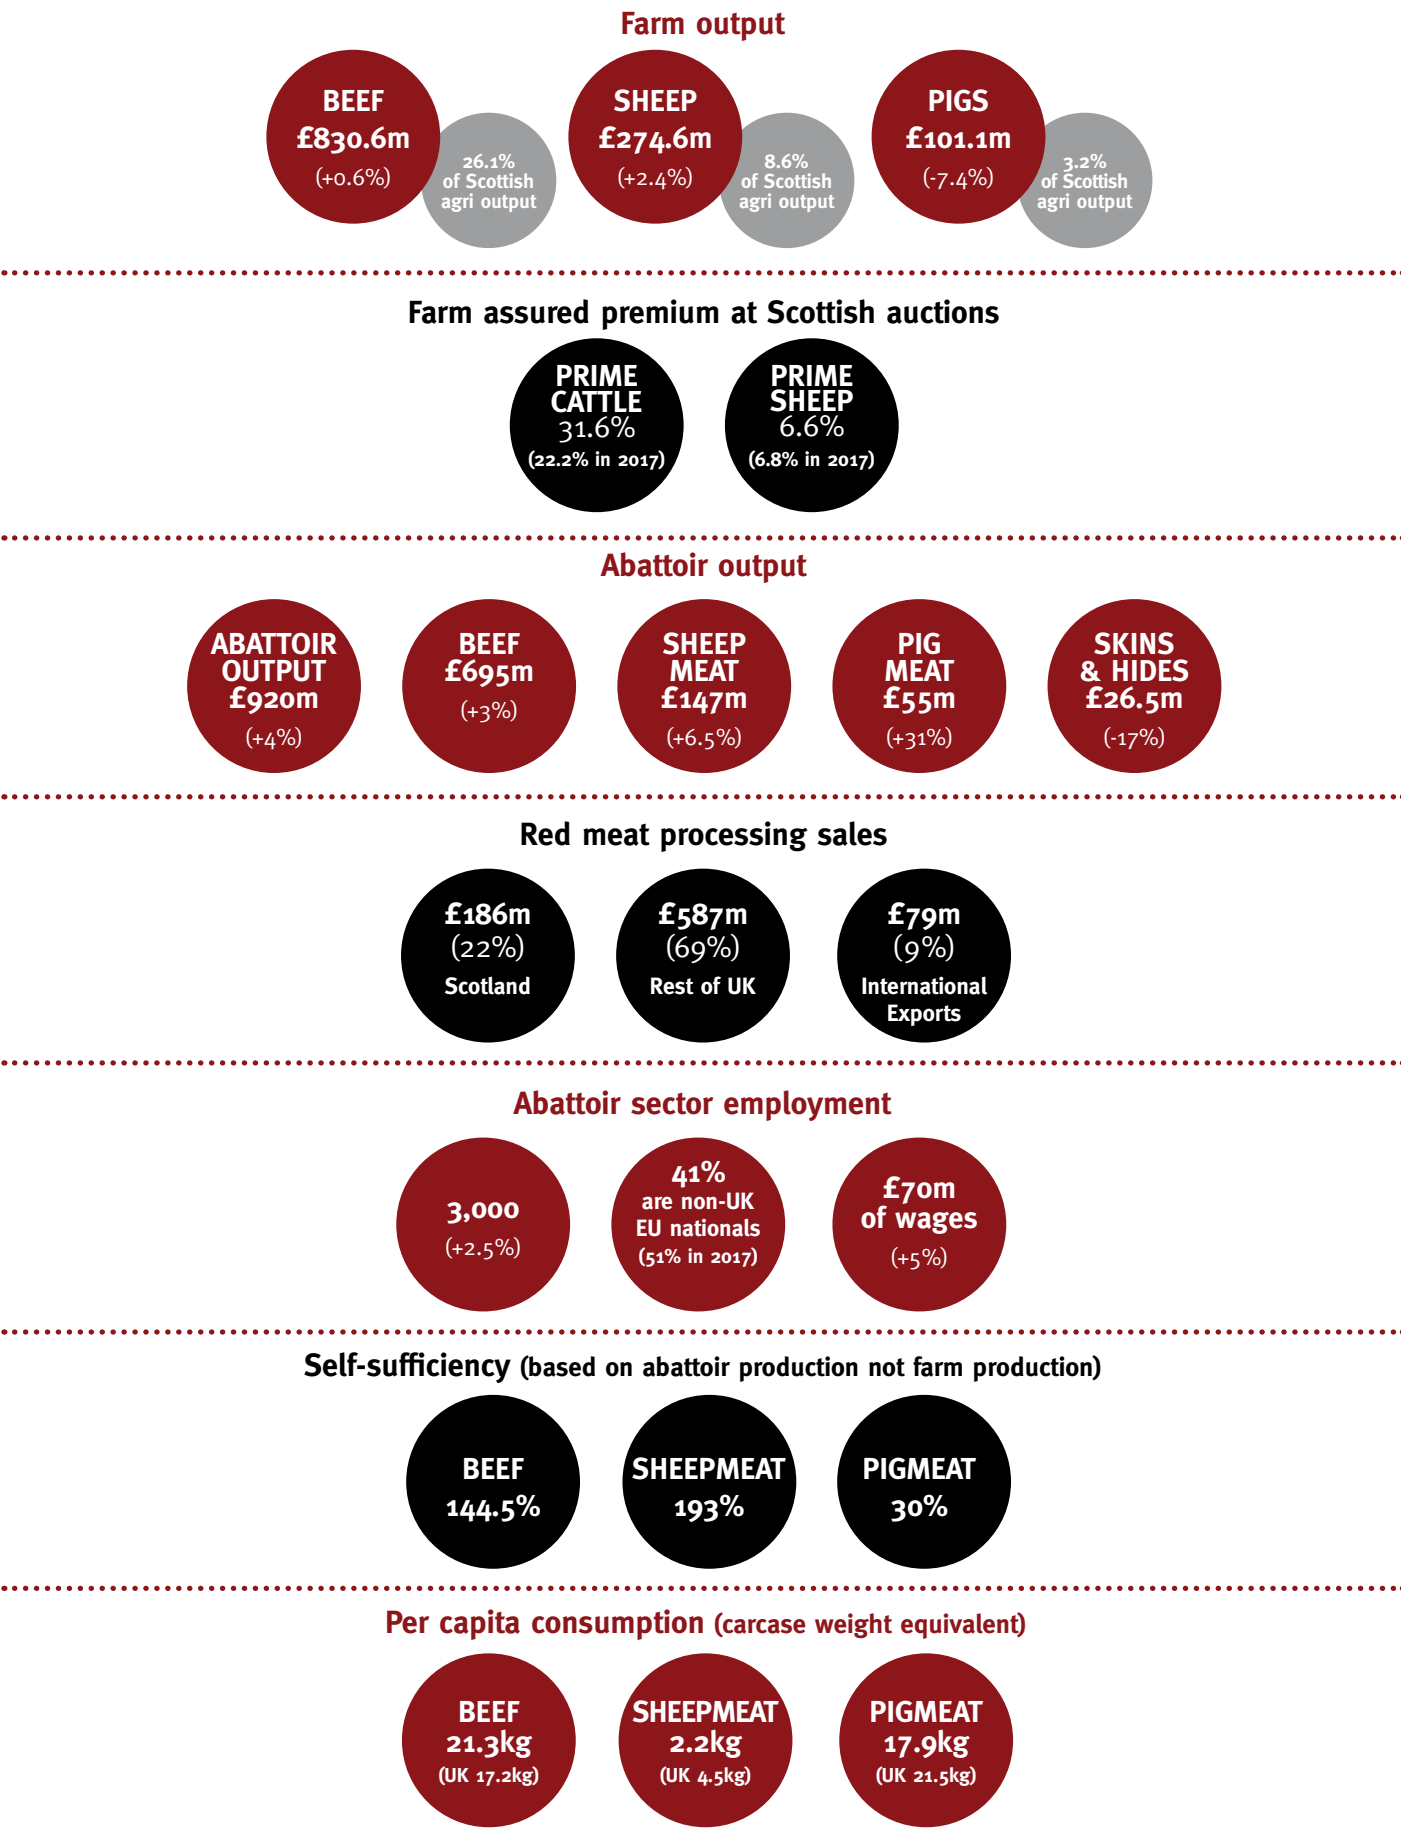 Farm output
BEEF
£830.6m
(+0.6%)
26.1%
of Scottish
agri output
SHEEP
£274.6m
(+2.4%)
8.6%
of Scottish
agri output
PIGS
£101.1m
(-7.4%)
3.2%
of Scottish
agri output
Farm assured premium at Scottish auctions
PRIME
CATTLE
31.6%
(22.2% in 2017)
PRIME
SHEEP
6.6%
(6.8% in 2017)
Abattoir output
ABATTOIR
OUTPUT
£920m
(+4%)
BEEF
£695m
(+3%)
SHEEP
MEAT
£147m
(+6.5%)
PIG
MEAT
£55m
(+31%)
SKINS
& HIDES
£26.5m
(-17%)
Red meat processing sales
£186m
(22%)
Scotland
£587m
(69%)
Rest of UK
£79m
(9%)
International
Exports
Abattoir sector employment
3,000
(+2.5%)
41%
are non-UK
EU nationals
(51% in 2017)
£70m
of wages
(+5%)
Self-sufficiency (based on abattoir production not farm production)
BEEF
144.5%
SHEEPMEAT
193%
PIGMEAT
30%
Per capita consumption (carcase weight equivalent)
BEEF
21.3kg
(UK 17.2kg)
SHEEPMEAT
2.2kg
(UK 4.5kg)
PIGMEAT
17.9kg
(UK 21.5kg)